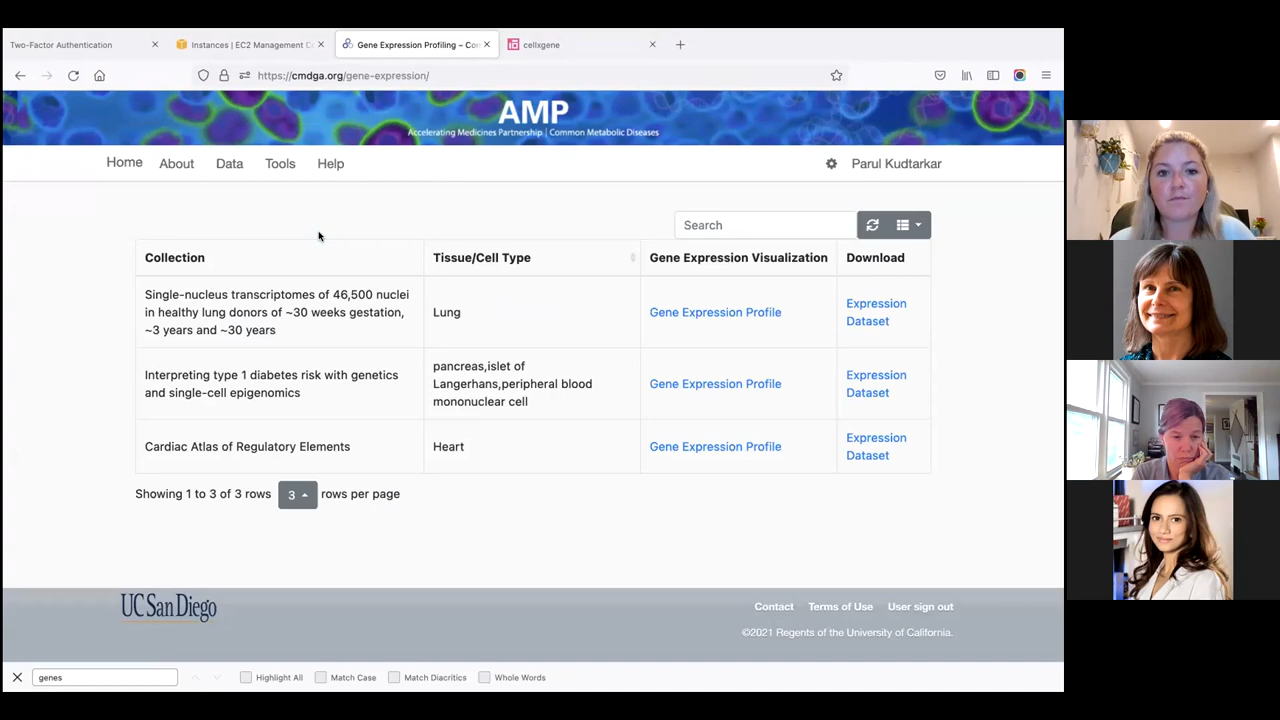 Two-Factor Authentication
Instances | EC2 Management Co
Gene Expression Profiling – Con
cellxgene
https://cmdga.org/gene-expression/
AMP
Accelerating Medicines Partnership | Common Metabolic Diseases
Home About Data Tools Help
Parul Kudtarkar
Search
Collection Tissue/Cell Type Gene Expression Visualization Download
Single-nucleus transcriptomes of 46,500 nuclei
in healthy lung donors of ~30 weeks gestation,
~3 years and ~30 years
Lung
Gene Expression Profile
Expression
Dataset
Interpreting type 1 diabetes risk with genetics
and single-cell epigenomics
pancreas,islet of
Langerhans,peripheral blood
mononuclear cell
Gene Expression Profile
Expression
Dataset
Cardiac Atlas of Regulatory Elements
Heart
Gene Expression Profile
Expression
Dataset
Showing 1 to 3 of 3 rows 3 rows per page
UC San Diego
Contact Terms of Use User sign out
©2021 Regents of the University of California.
genes
Highlight All Match Case Match Diacritics Whole Words